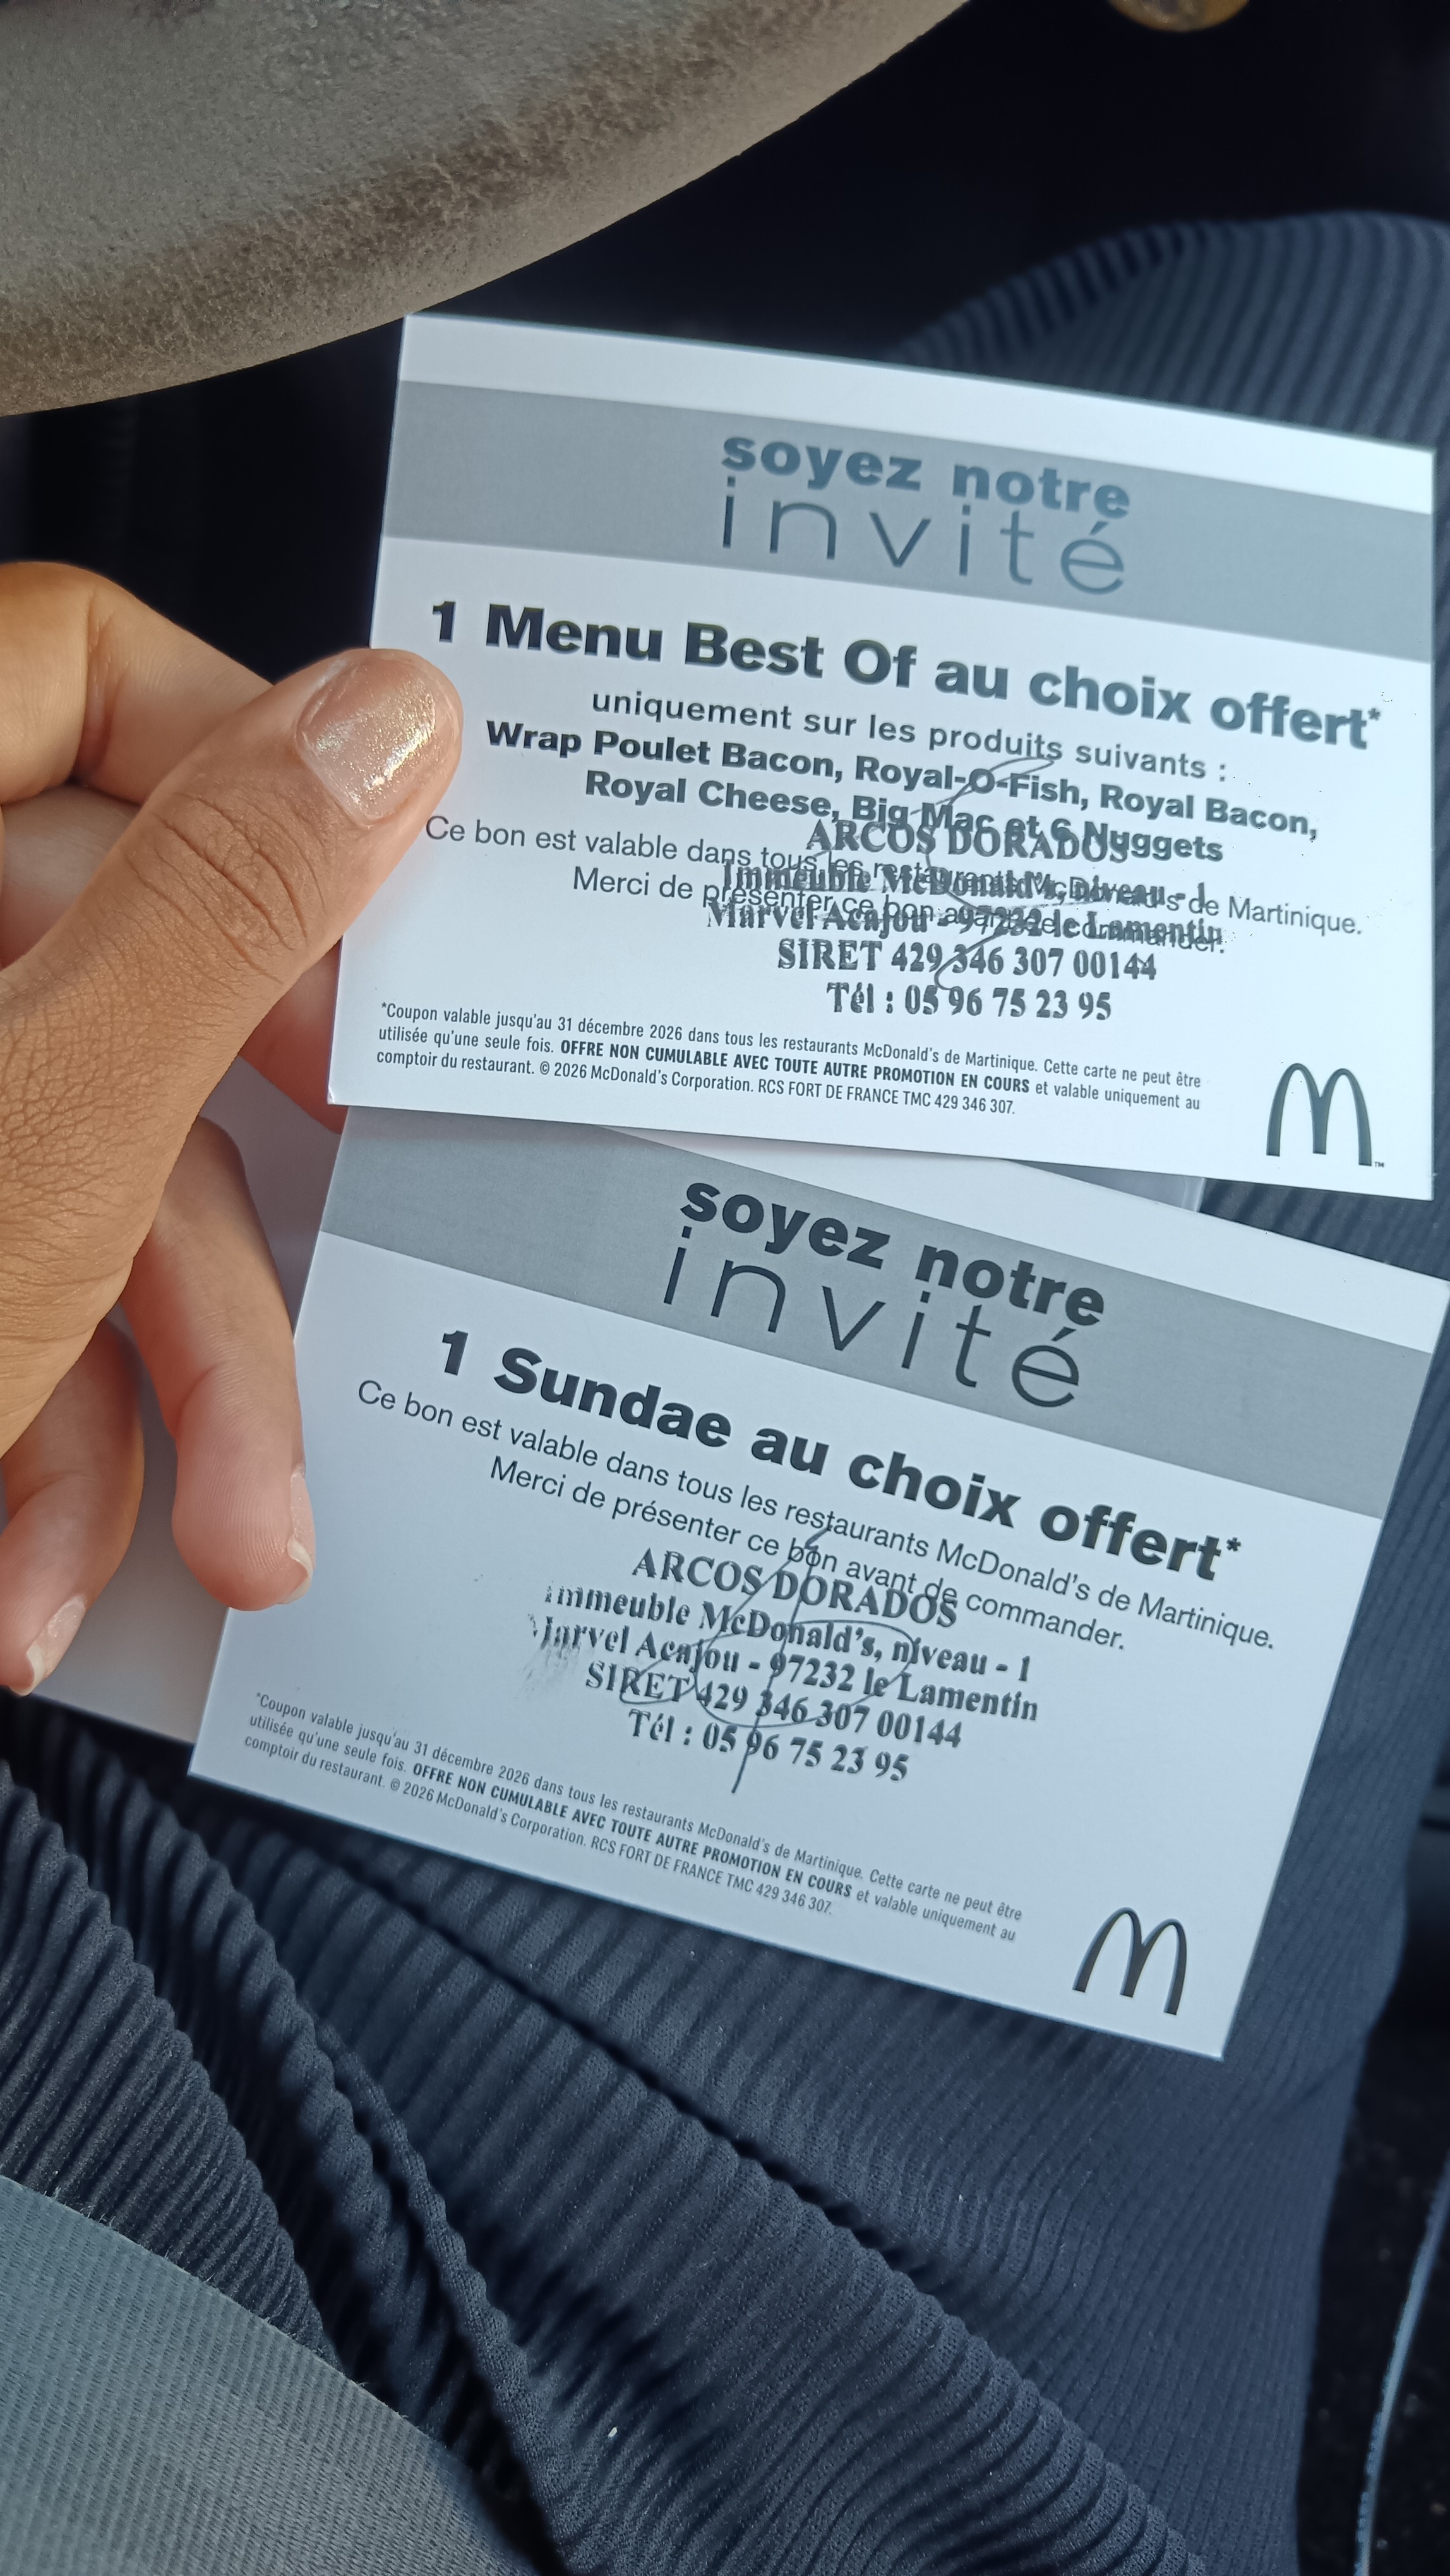 soyez notre
invité
1 Menu Best Of au choix offert*
uniquement sur les produits suivants :
Wrap Poulet Bacon, Royal-O-Fish, Royal Bacon,
Royal Cheese, Big Mac et 6 Nuggets
Ce bon est valable dans tous les restaurants McDonald's de Martinique.
Merci de présenter ce bon avant de commander.
ARCOS DORADOS
Immeuble McDonald's, niveau - 1
Marvel Acajou - 97232 le Lamentin
SIRET 429 346 307 00144
Tél : 05 96 75 23 95
*Coupon valable jusqu'au 31 décembre 2026 dans tous les restaurants McDonald's de Martinique. Cette carte ne peut être
utilisée qu'une seule fois. OFFRE NON CUMULABLE AVEC TOUTE AUTRE PROMOTION EN COURS et valable uniquement au
comptoir du restaurant. © 2026 McDonald's Corporation. RCS FORT DE FRANCE TMC 429 346 307.
M™
soyez notre
invité
1 Sundae au choix offert*
Ce bon est valable dans tous les restaurants McDonald's de Martinique.
Merci de présenter ce bon avant de commander.
ARCOS DORADOS
Immeuble McDonald's, niveau - 1
Marvel Acajou - 97232 le Lamentin
SIRET 429 346 307 00144
Tél : 05 96 75 23 95
*Coupon valable jusqu'au 31 décembre 2026 dans tous les restaurants McDonald's de Martinique. Cette carte ne peut être
utilisée qu'une seule fois. OFFRE NON CUMULABLE AVEC TOUTE AUTRE PROMOTION EN COURS et valable uniquement au
comptoir du restaurant. © 2026 McDonald's Corporation. RCS FORT DE FRANCE TMC 429 346 307.
M